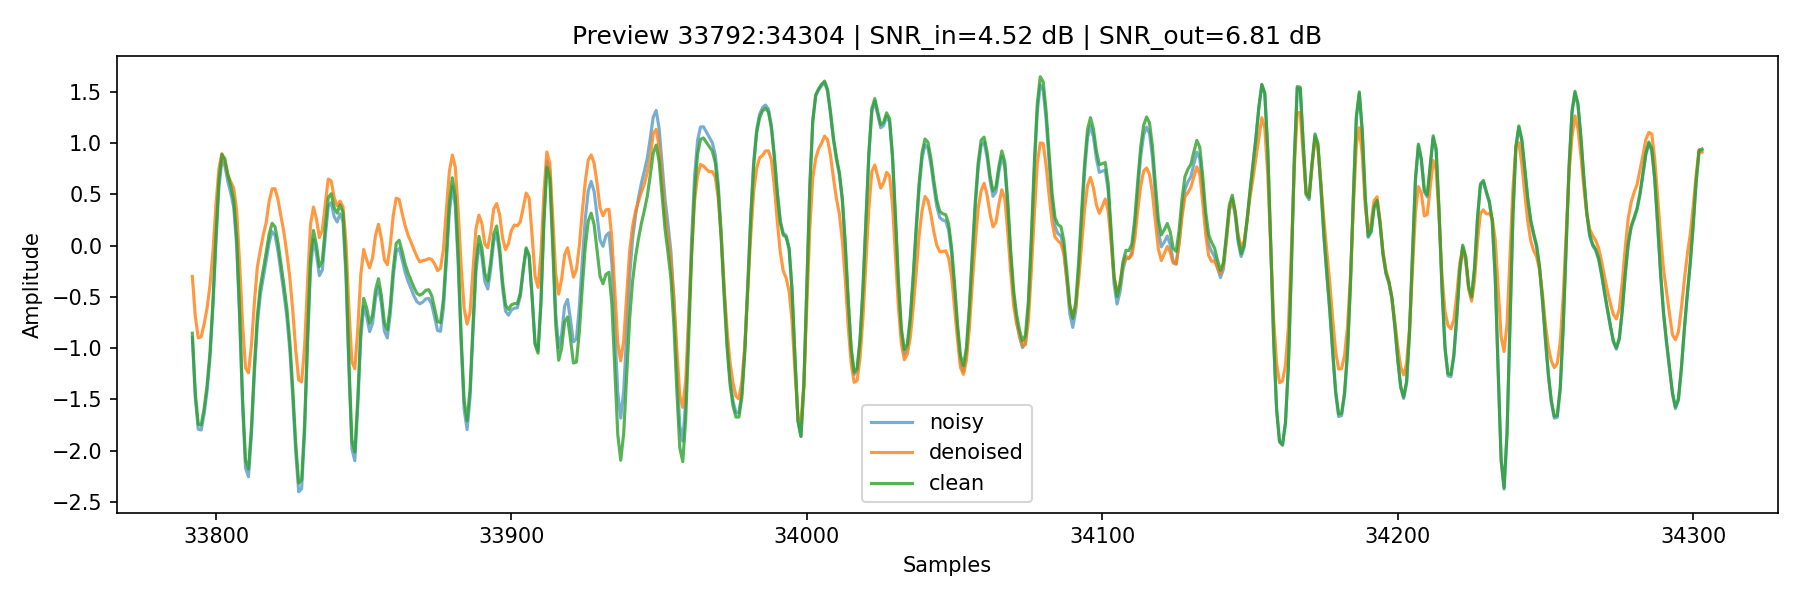 Preview 33792:34304 | SNR_in=4.52 dB | SNR_out=6.81 dB
Amplitude
1.5
1.0
0.5
0.0
−0.5
−1.0
−1.5
−2.0
−2.5
noisy
denoised
clean
33800 33900 34000 34100 34200 34300
Samples